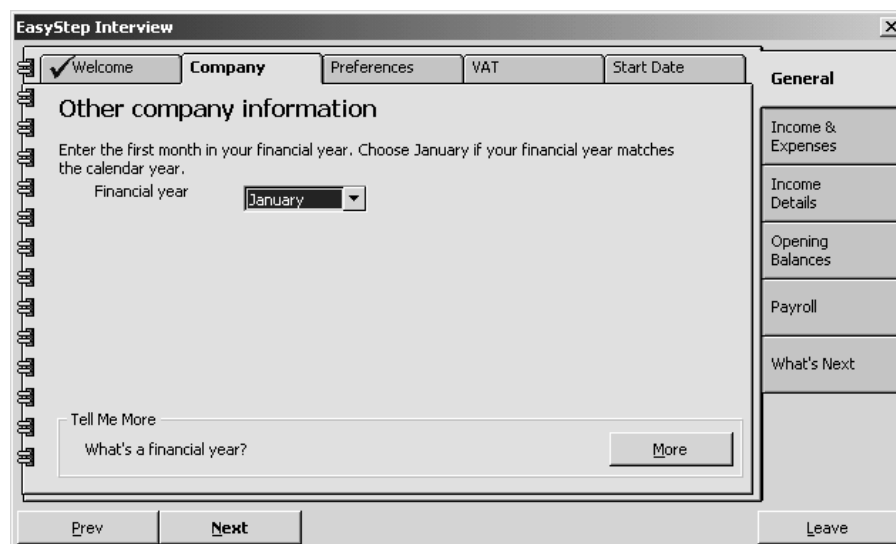 EasyStep Interview
Welcome
Company
Preferences
VAT
Start Date
General
Income &
Expenses
Income
Details
Opening
Balances
Payroll
What's Next
Other company information
Enter the first month in your financial year. Choose January if your financial year matches
the calendar year.
Financial year
January
Tell Me More
What's a financial year?
More
Prev
Next
Leave